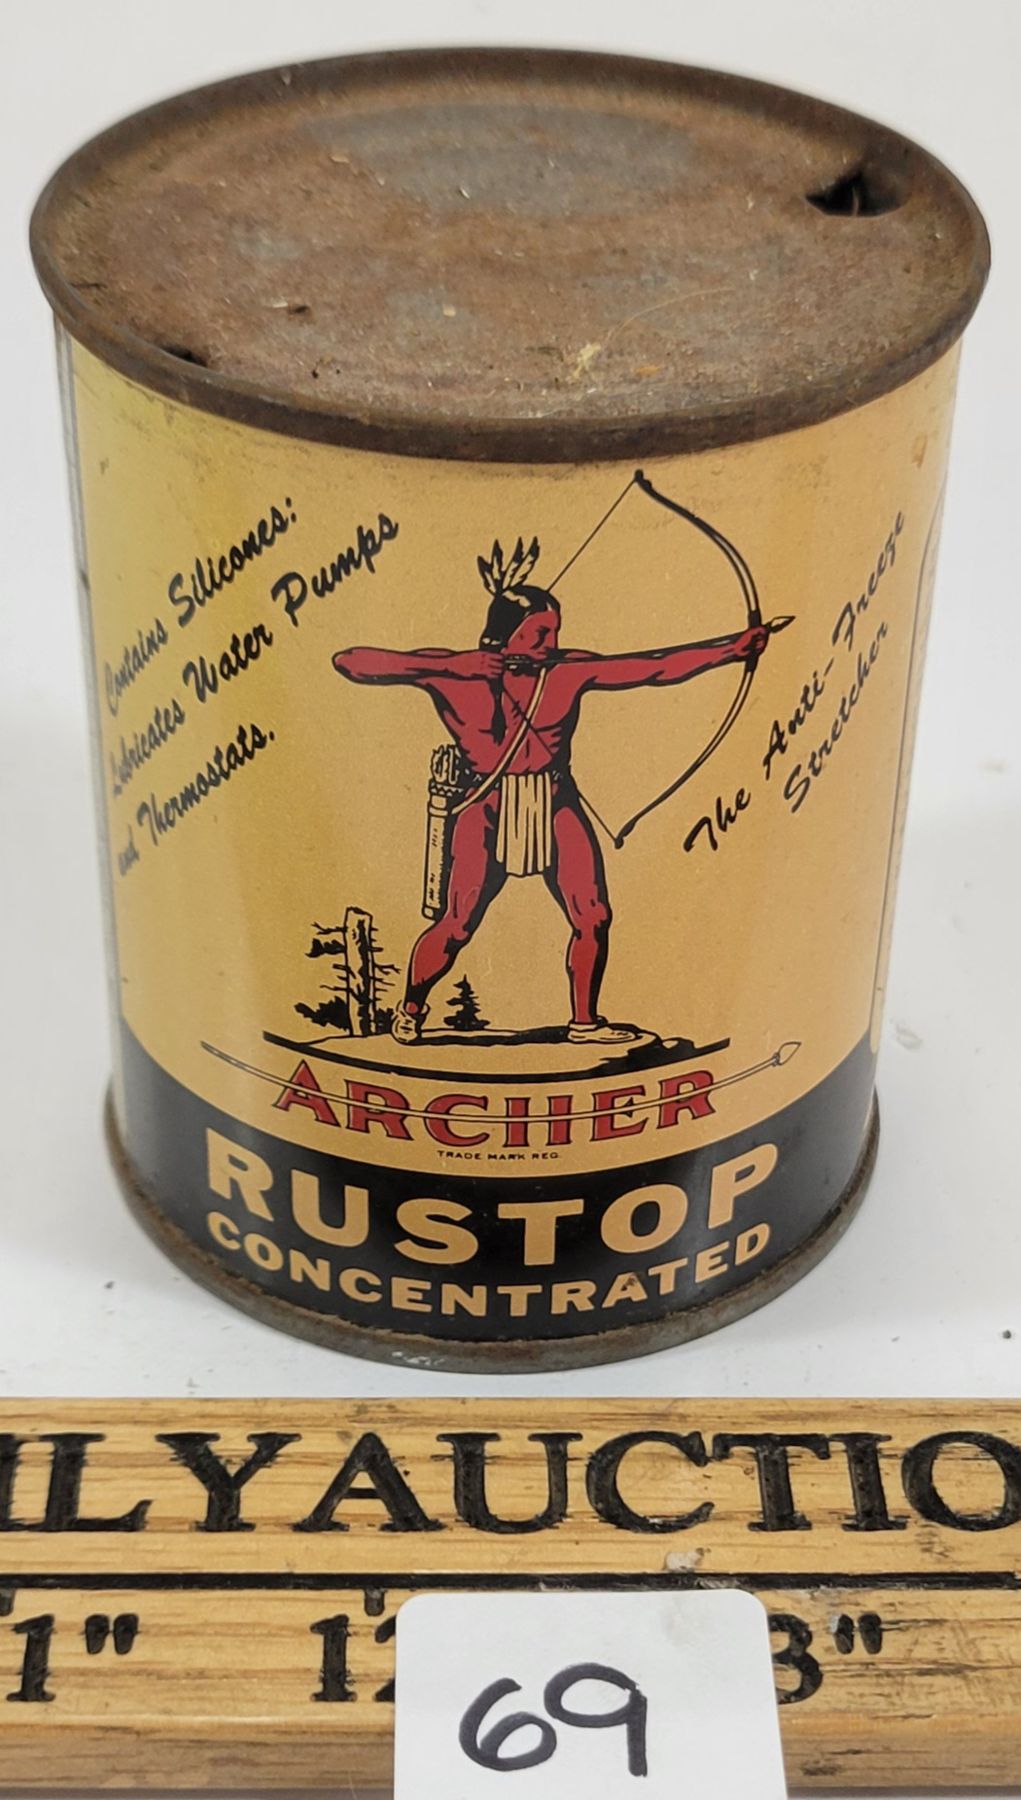 Contains Silicones:
Lubricates Water Pumps
and Thermostats.
The Anti-Freeze
Stretcher
ARCHER
TRADE MARK REG.
RUSTOP
CONCENTRATED
ILYAUCTIO
1" 12 3"
69